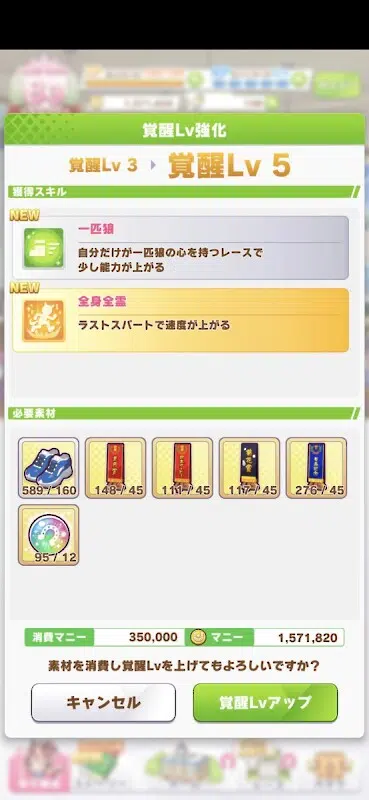 覚醒Lv強化
覚醒Lv 3 覚醒Lv 5
獲得スキル
NEW
一匹狼
自分だけが一匹狼の心を持つレースで
少し能力が上がる
NEW
全身全霊
ラストスパートで速度が上がる
必要素材
589/160 148/45 111/45 117/45 276/45
95/12
消費マニー 350,000 マニー 1,571,820
素材を消費し覚醒Lvを上げてもよろしいですか?
キャンセル 覚醒Lvアップ